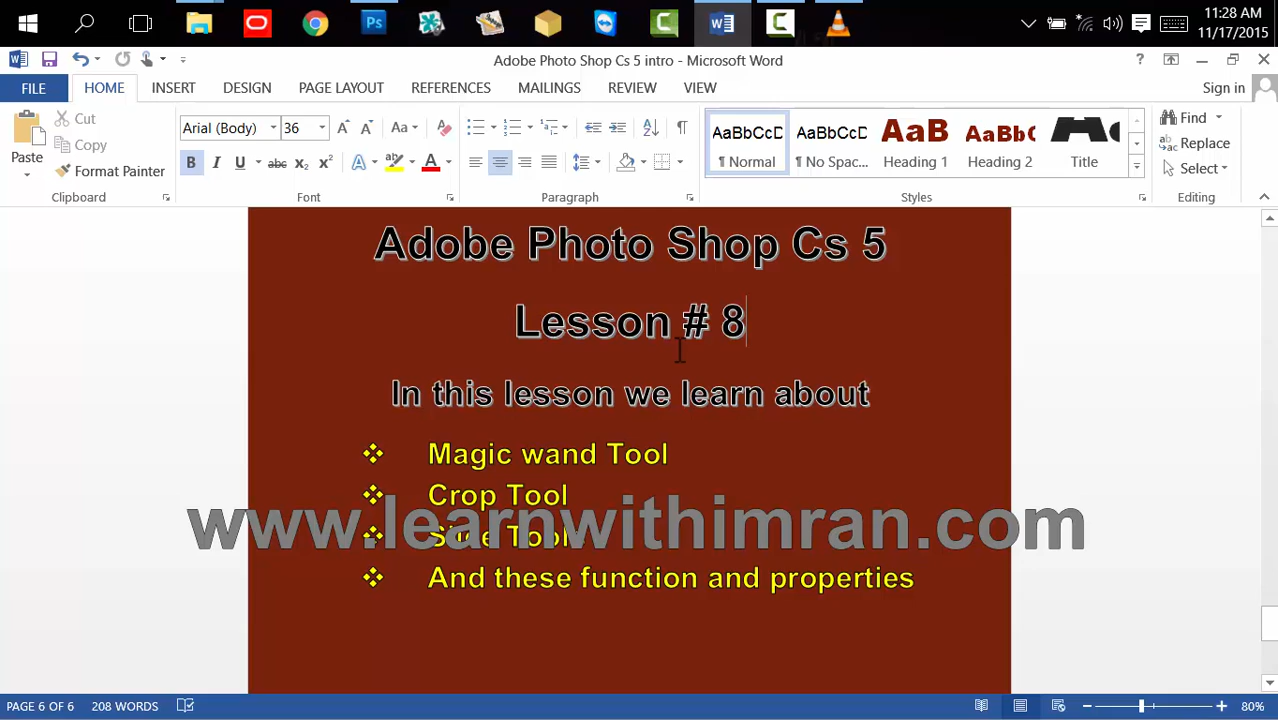 11:28 AM
11/17/2015
Adobe Photo Shop Cs 5 intro - Microsoft Word
FILE HOME INSERT DESIGN PAGE LAYOUT REFERENCES MAILINGS REVIEW VIEW Sign in
Paste
Cut
Copy
Format Painter
Clipboard
Arial (Body) 36
Font
Paragraph
AaBbCcD AaBbCcD AaB AaBbC
¶ Normal ¶ No Spac... Heading 1 Heading 2 Title
Styles
Find
Replace
Select
Editing
Adobe Photo Shop Cs 5
Lesson # 8
In this lesson we learn about
❖ Magic wand Tool
❖ Crop Tool
❖ Slice Tool
www.learnwithimran.com
❖ And these function and properties
PAGE 6 OF 6 208 WORDS 80%